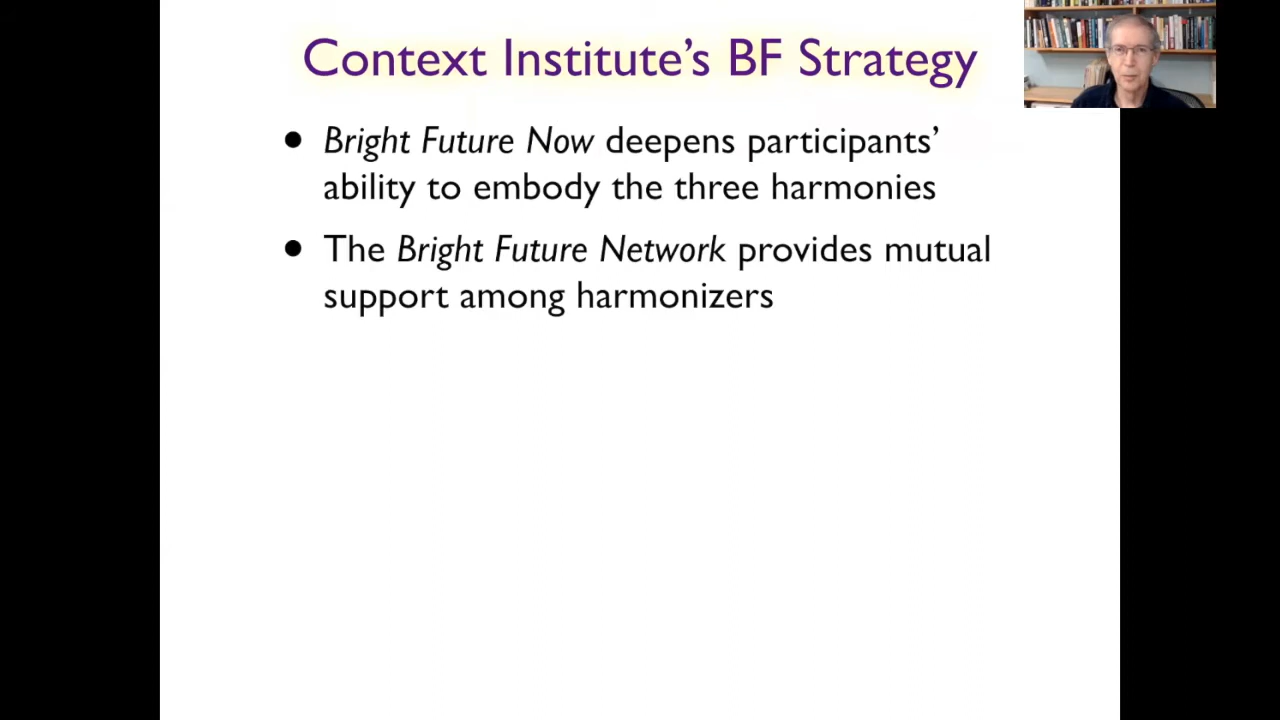 Context Institute’s BF Strategy
• Bright Future Now deepens participants’
ability to embody the three harmonies
• The Bright Future Network provides mutual
support among harmonizers